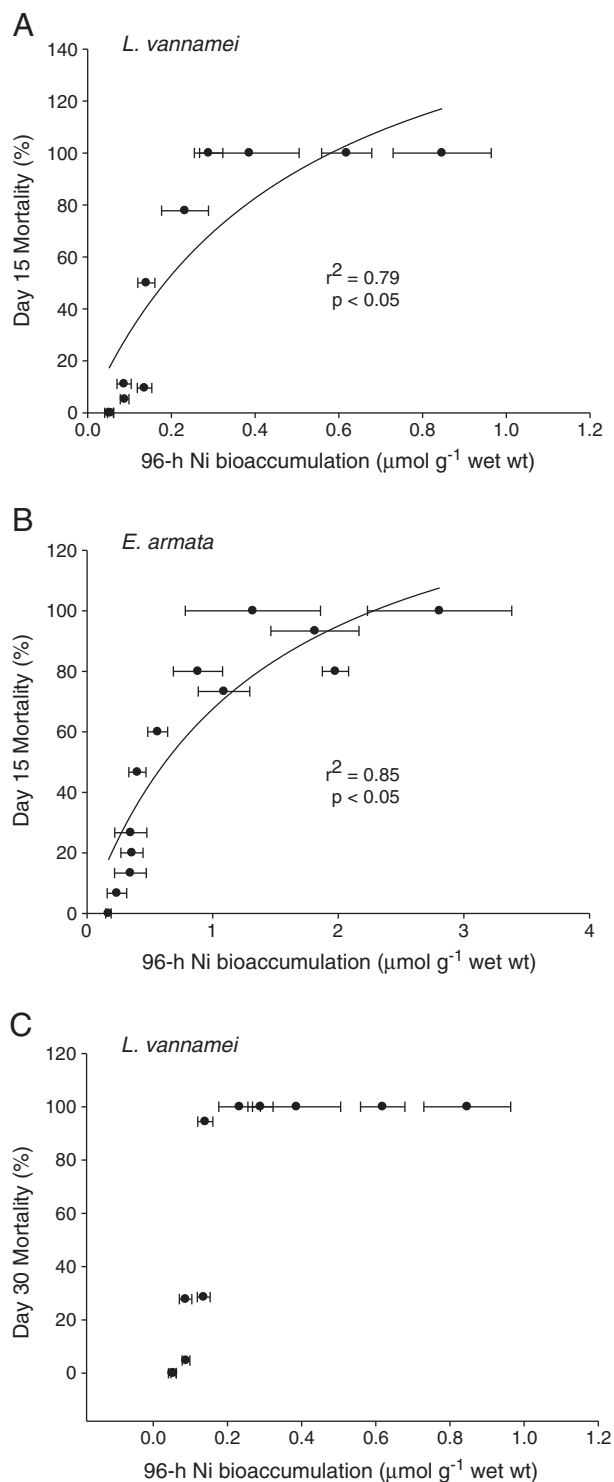 A
L. vannamei
140
120
100
80
60
40
20
0
Day 15 Mortality (%)
r² = 0.79
p < 0.05
0.0 0.2 0.4 0.6 0.8 1.0 1.2
96-h Ni bioaccumulation (μmol g⁻¹ wet wt)
B
E. armata
120
100
80
60
40
20
0
Day 15 Mortality (%)
r² = 0.85
p < 0.05
0 1 2 3 4
96-h Ni bioaccumulation (μmol g⁻¹ wet wt)
C
L. vannamei
120
100
80
60
40
20
0
Day 30 Mortality (%)
0.0 0.2 0.4 0.6 0.8 1.0 1.2
96-h Ni bioaccumulation (μmol g⁻¹ wet wt)